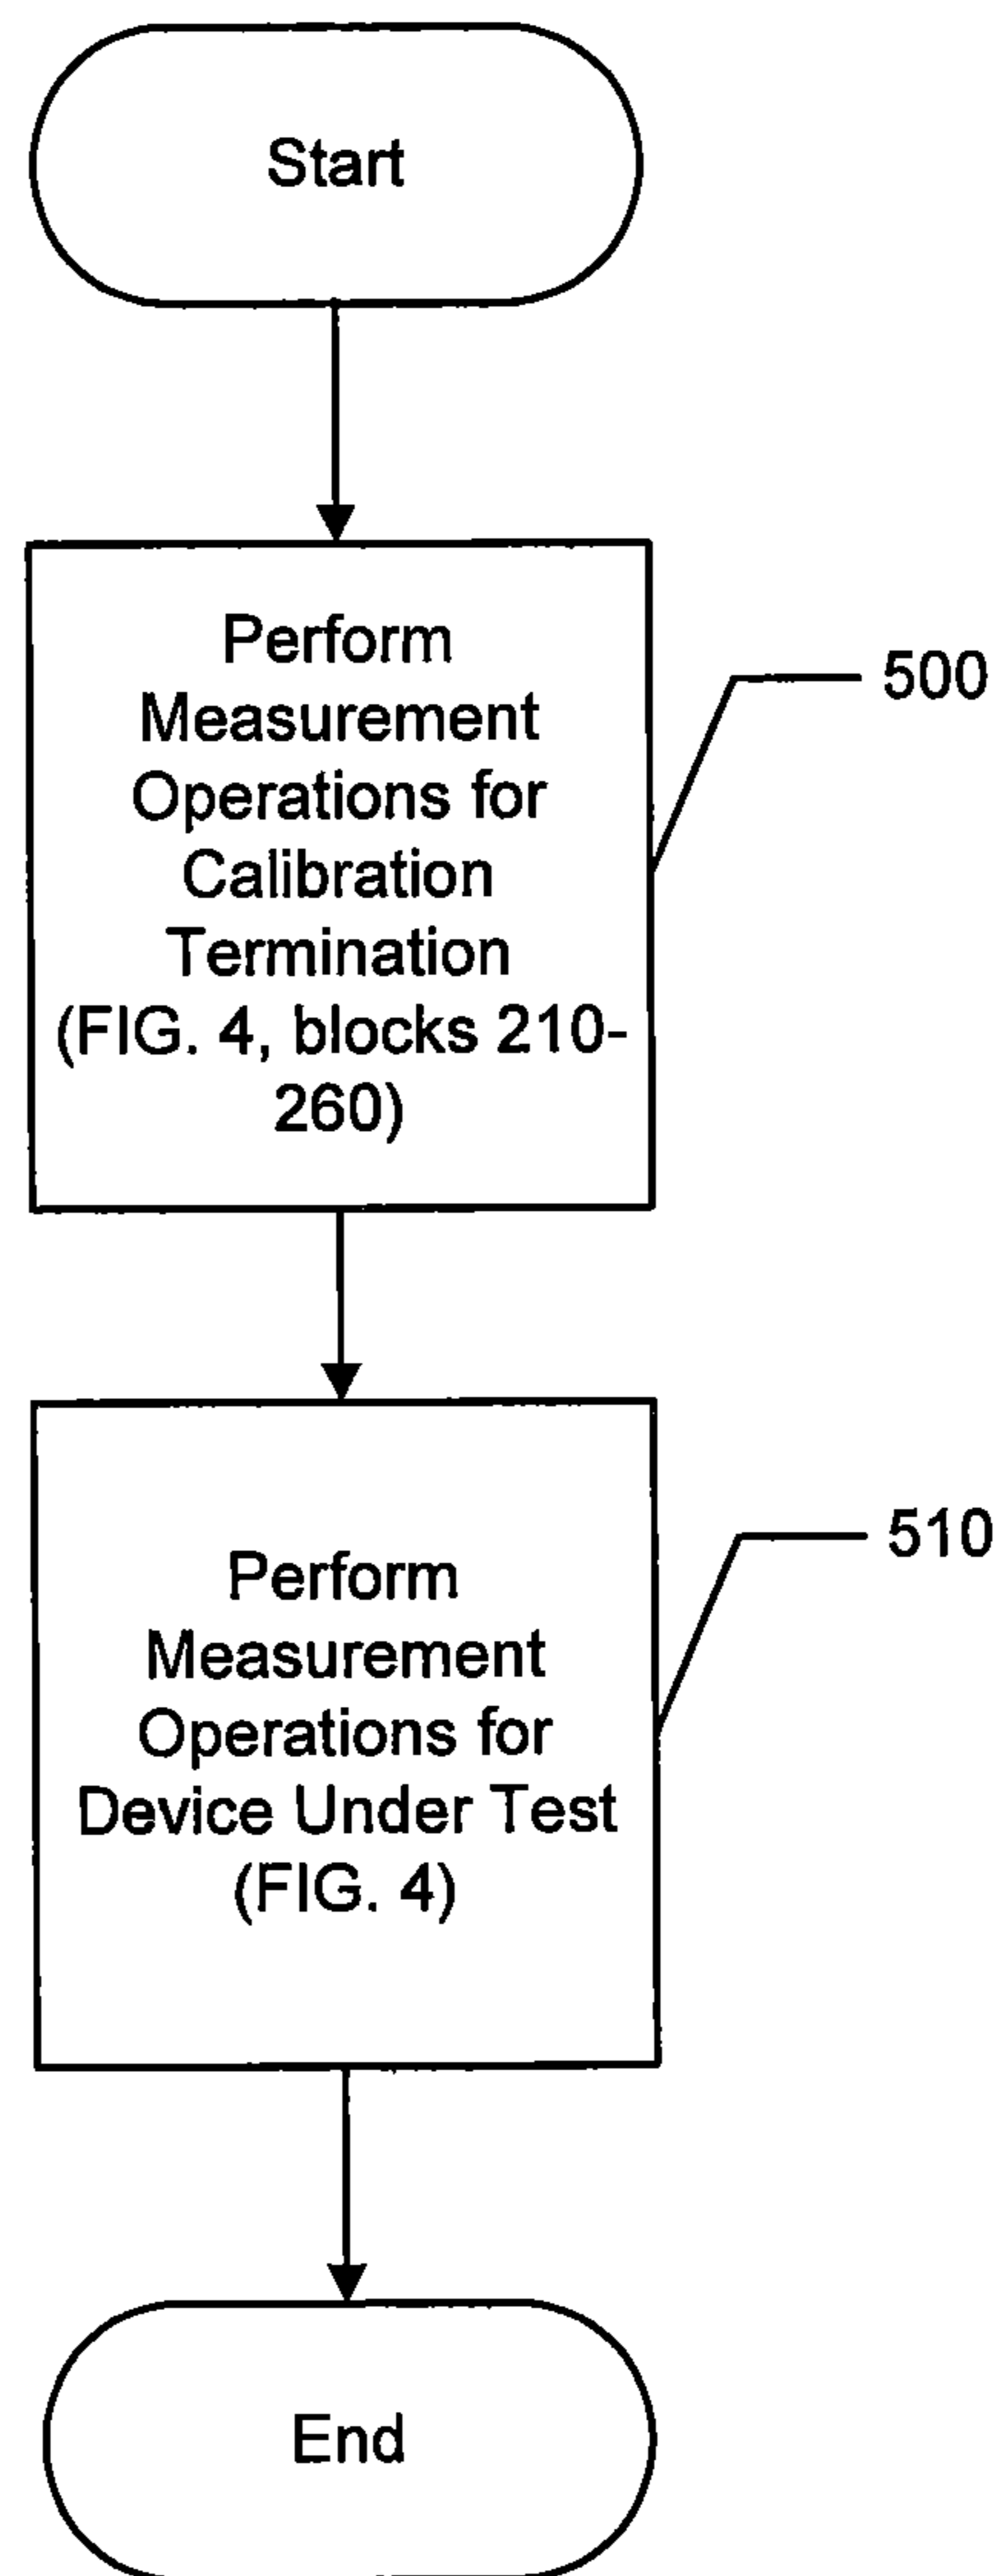 Start
Perform
Measurement
Operations for
Calibration
Termination
(FIG. 4, blocks 210-
260)
500
Perform
Measurement
Operations for
Device Under Test
(FIG. 4)
510
End